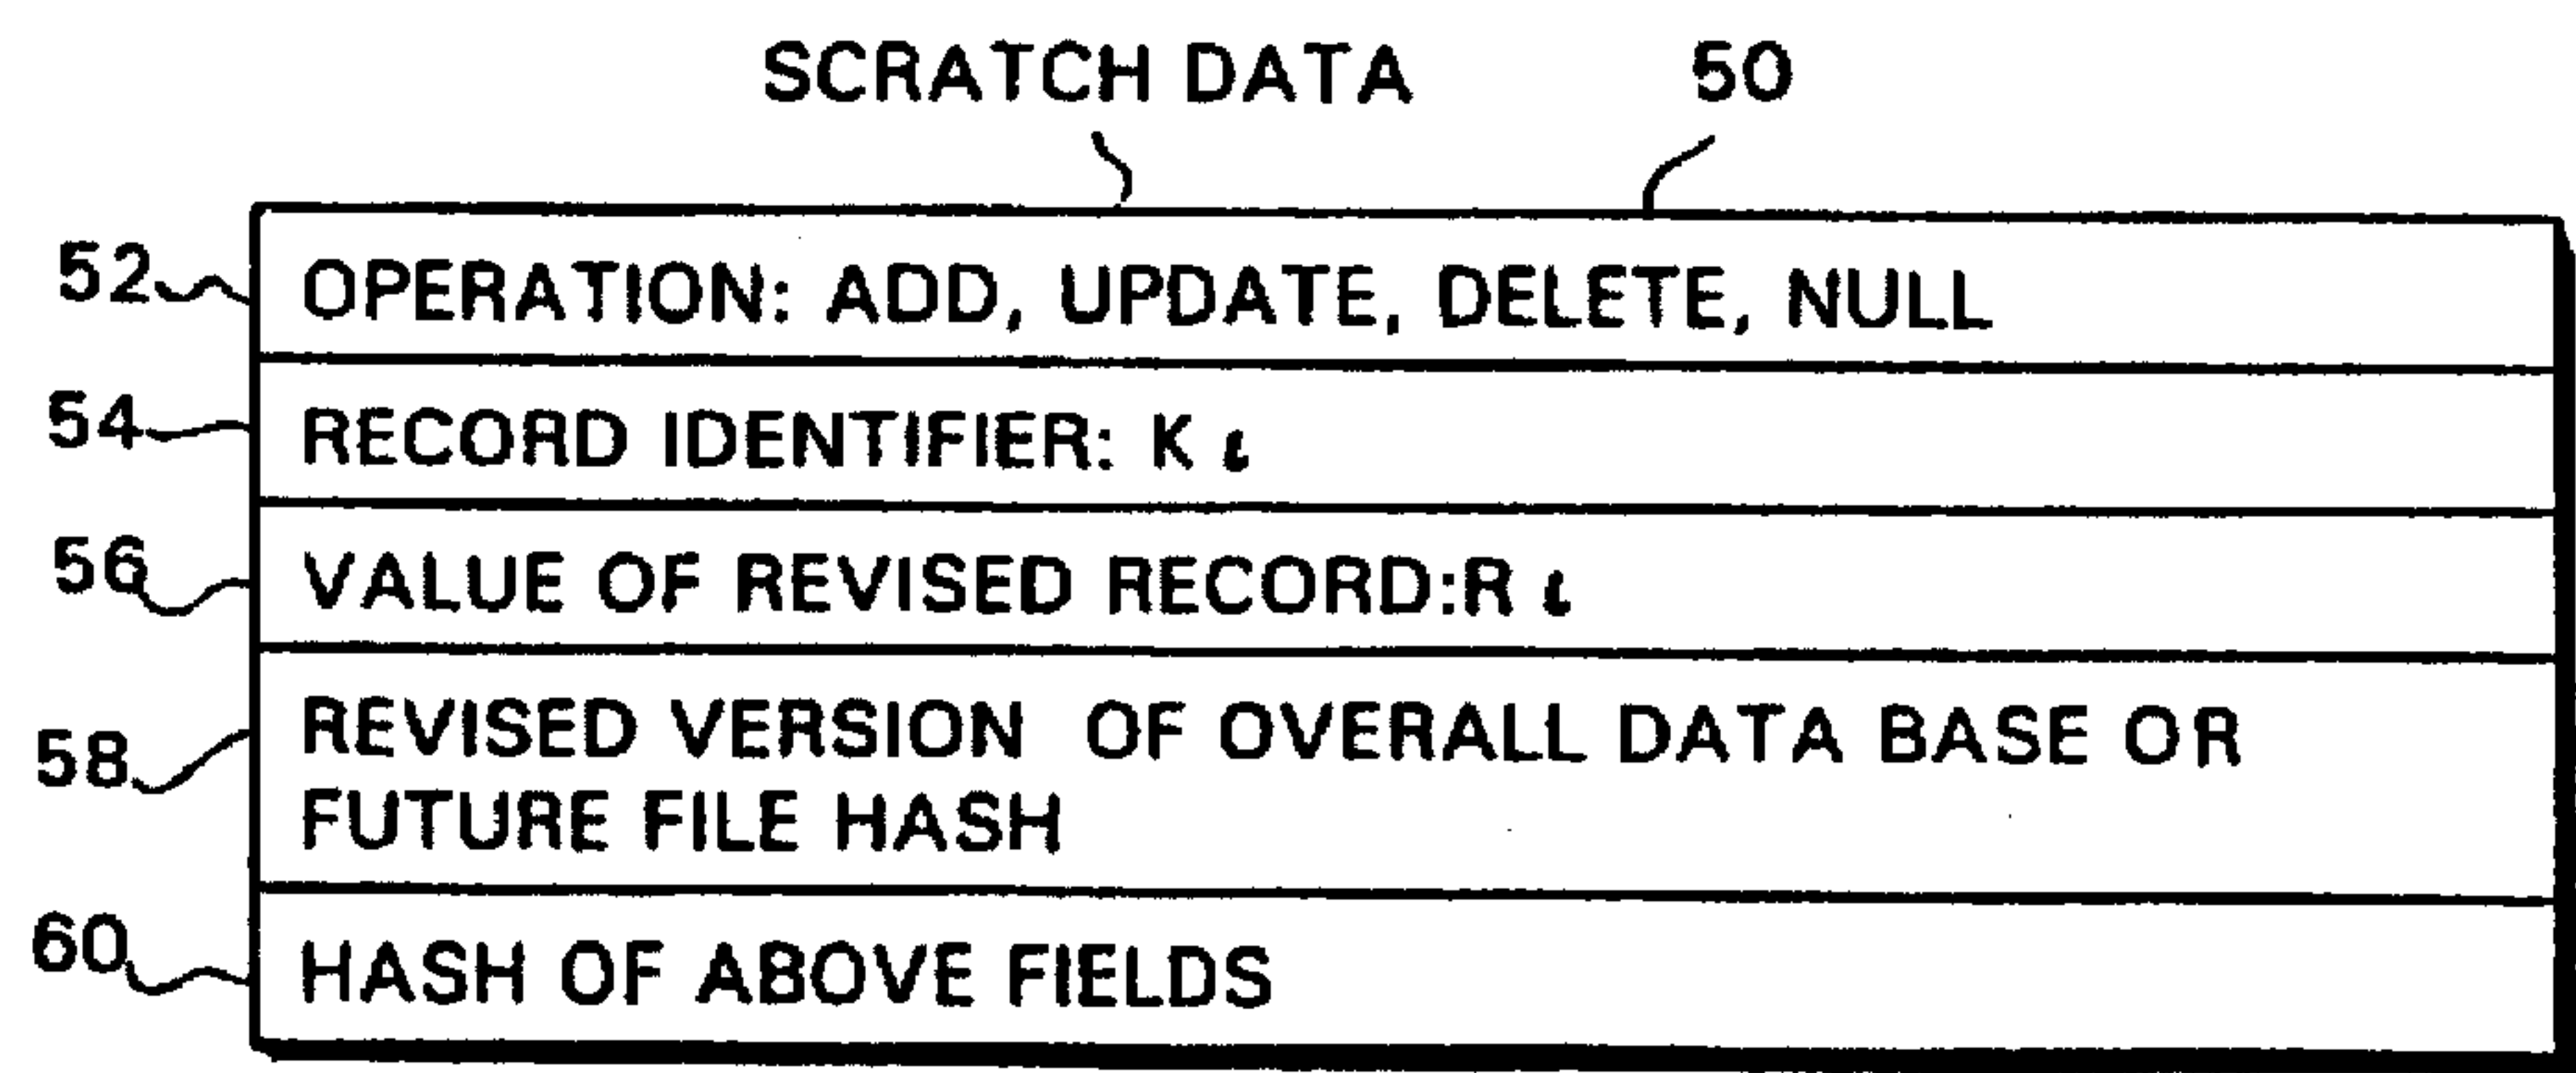 SCRATCH DATA 50
52 OPERATION: ADD, UPDATE, DELETE, NULL
54 RECORD IDENTIFIER: K i
56 VALUE OF REVISED RECORD:R i
58 REVISED VERSION OF OVERALL DATA BASE OR
FUTURE FILE HASH
60 HASH OF ABOVE FIELDS